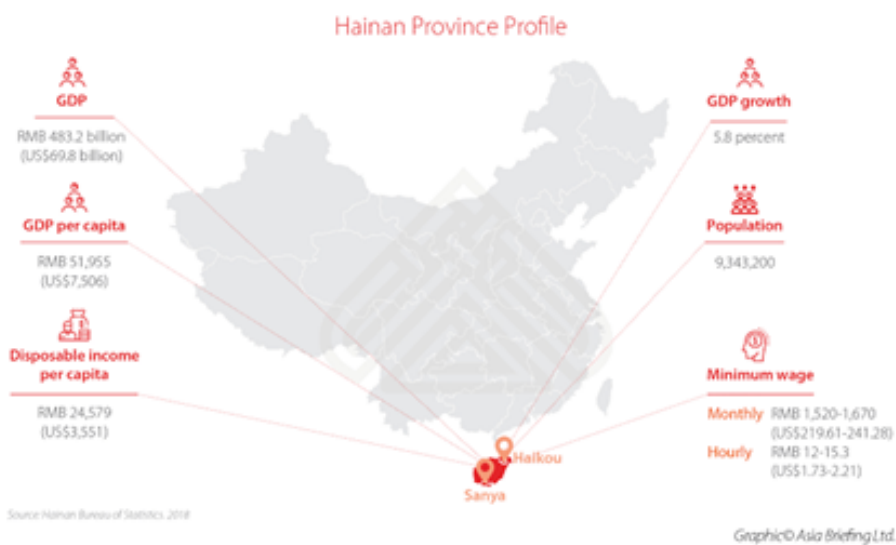 Hainan Province Profile
GDP
RMB 483.2 billion
(US$69.8 billion)
GDP per capita
RMB 51,955
(US$7,506)
Disposable income
per capita
RMB 24,579
(US$3,551)
GDP growth
5.8 percent
Population
9,343,200
Minimum wage
Monthly RMB 1,520-1,670
(US$219.61-241.28)
Hourly RMB 12-15.3
(US$1.73-2.21)
Haikou
Sanya
Source: Hainan Bureau of Statistics, 2018
Graphic© Asia Briefing Ltd.